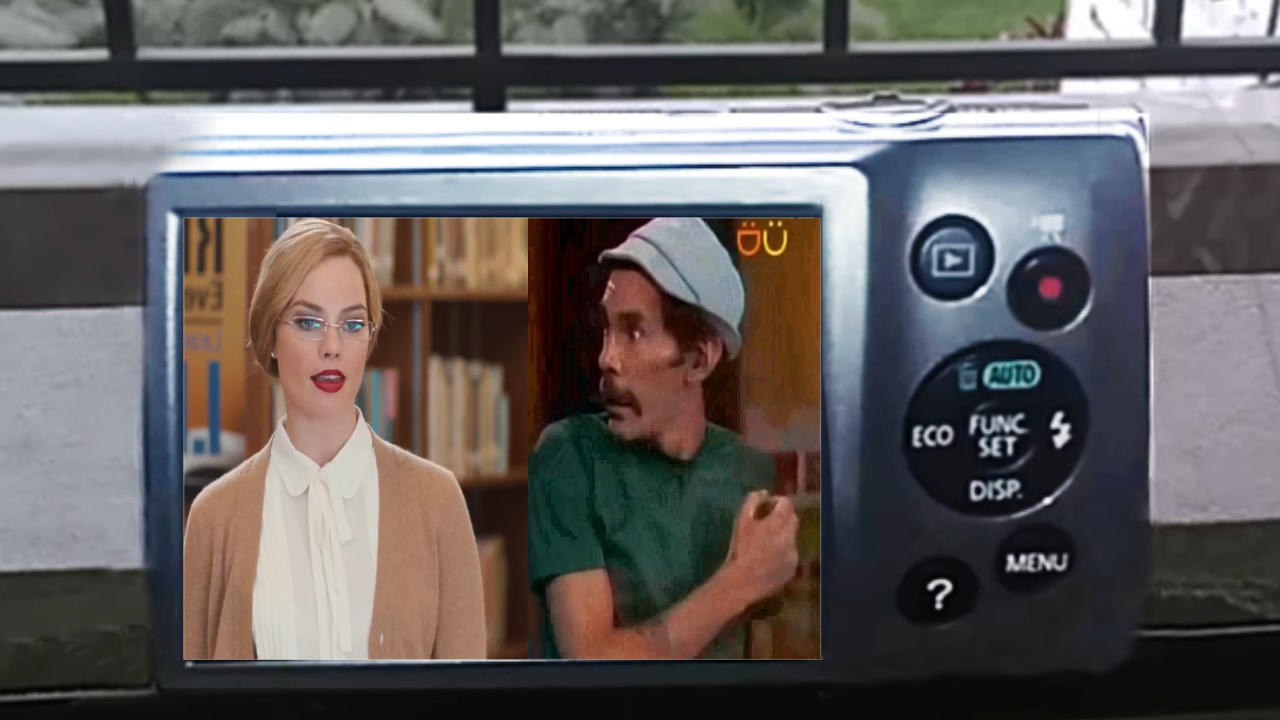 AUTO
ECO
FUNC.
SET
DISP.
MENU
?